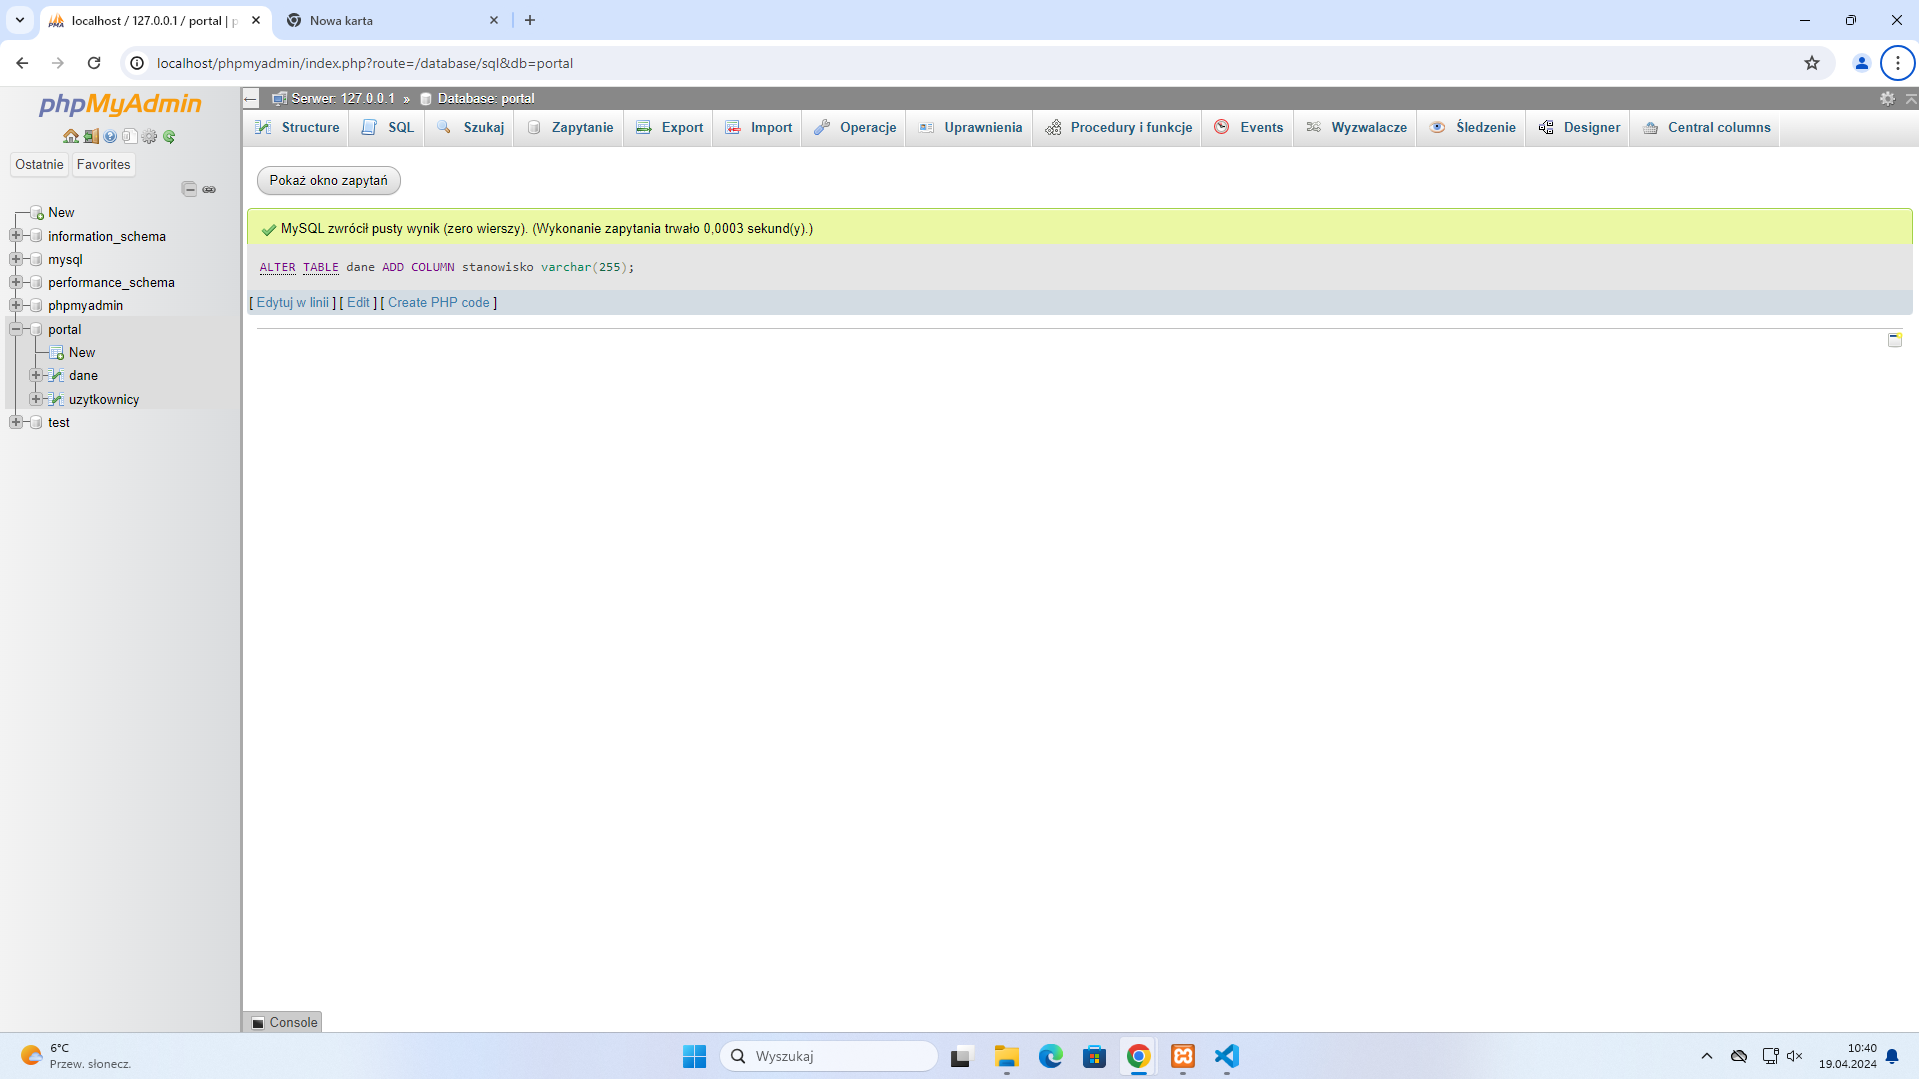 localhost / 127.0.0.1 / portal | p
Nowa karta
localhost/phpmyadmin/index.php?route=/database/sql&db=portal
phpMyAdmin
Ostatnie Favorites
New
information_schema
mysql
performance_schema
phpmyadmin
portal
New
dane
uzytkownicy
test
Serwer: 127.0.0.1 » Database: portal
Structure SQL Szukaj Zapytanie Export Import Operacje Uprawnienia Procedury i funkcje Events Wyzwalacze Śledzenie Designer Central columns
Pokaż okno zapytań
MySQL zwrócił pusty wynik (zero wierszy). (Wykonanie zapytania trwało 0,0003 sekund(y).)
ALTER TABLE dane ADD COLUMN stanowisko varchar(255);
[ Edytuj w linii ] [ Edit ] [ Create PHP code ]
Console
6°C
Przew. słonecz.
Wyszukaj
10:40
19.04.2024